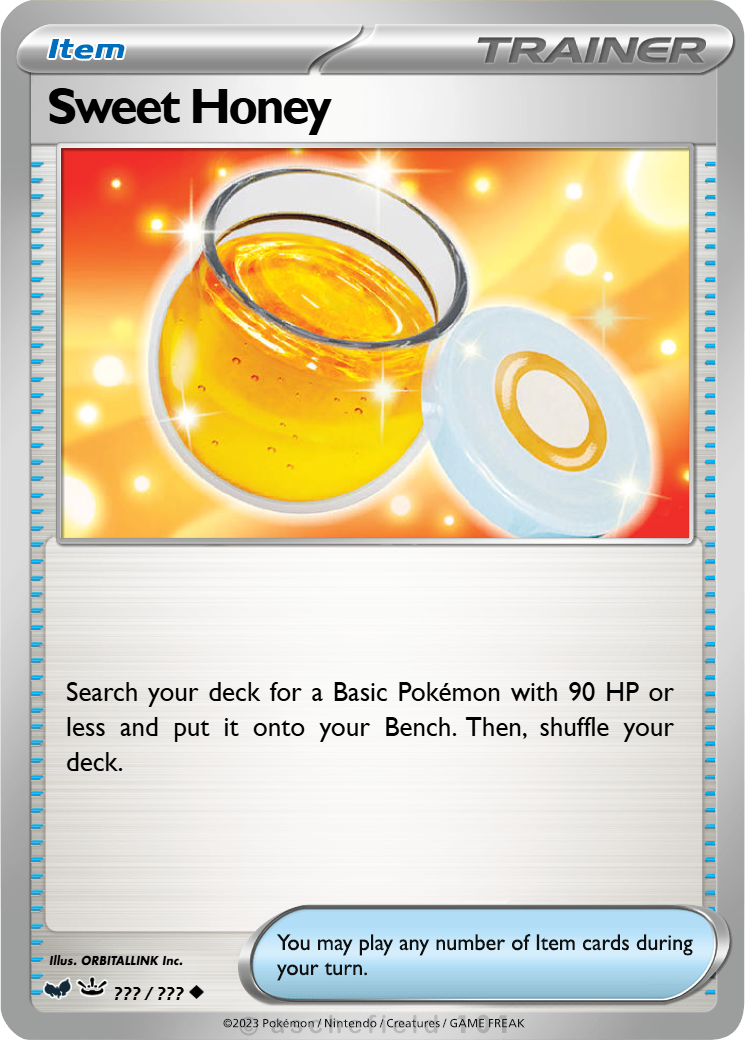 Item
TRAINER
Sweet Honey
Search your deck for a Basic Pokémon with 90 HP or
less and put it onto your Bench. Then, shuffle your
deck.
You may play any number of Item cards during
your turn.
Illus. ORBITALLINK Inc.
??? / ??? ◆
©2023 Pokémon / Nintendo / Creatures / GAME FREAK